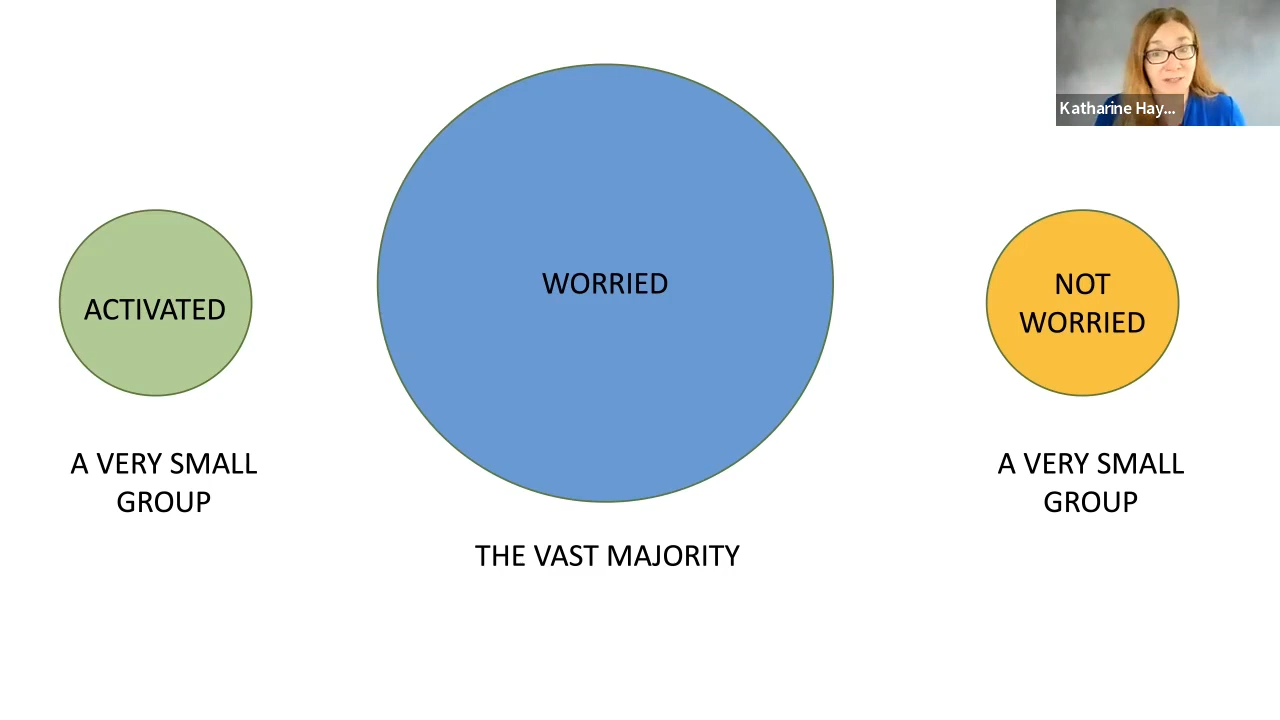 Katharine Hay...
WORRIED
ACTIVATED
NOT
WORRIED
A VERY SMALL
GROUP
A VERY SMALL
GROUP
THE VAST MAJORITY